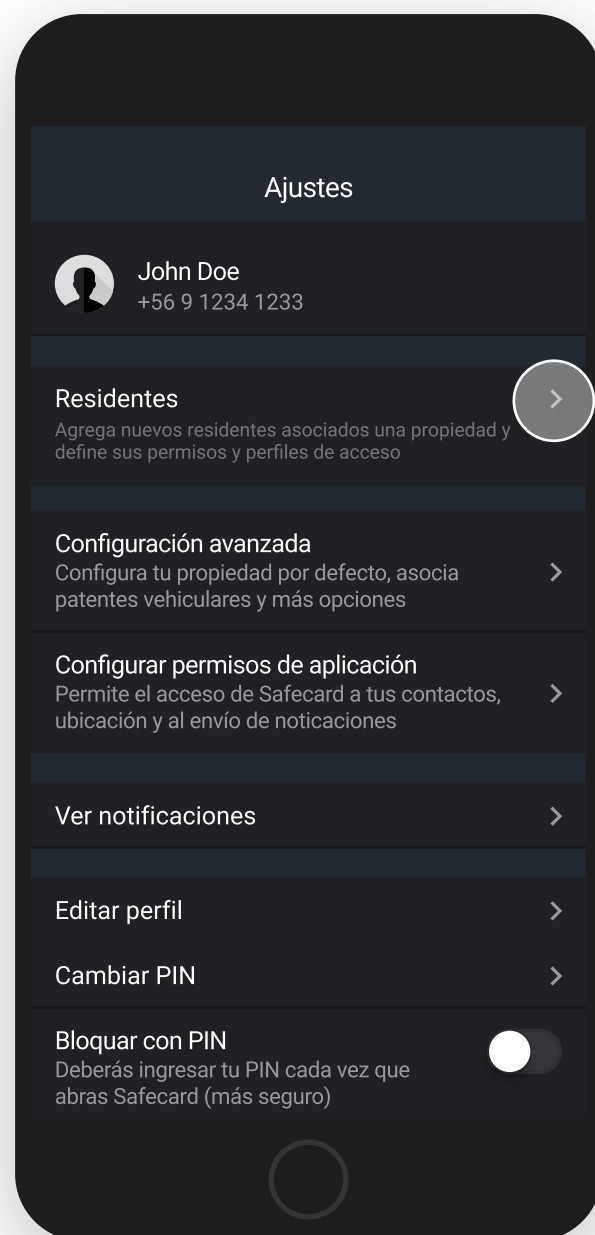 Ajustes
John Doe
+56 9 1234 1233
Residentes
Agrega nuevos residentes asociados una propiedad y
define sus permisos y perfiles de acceso
Configuración avanzada
Configura tu propiedad por defecto, asocia
patentes vehiculares y más opciones
Configurar permisos de aplicación
Permite el acceso de Safecard a tus contactos,
ubicación y al envío de noticaciones
Ver notificaciones
Editar perfil
Cambiar PIN
Bloquar con PIN
Deberás ingresar tu PIN cada vez que
abras Safecard (más seguro)